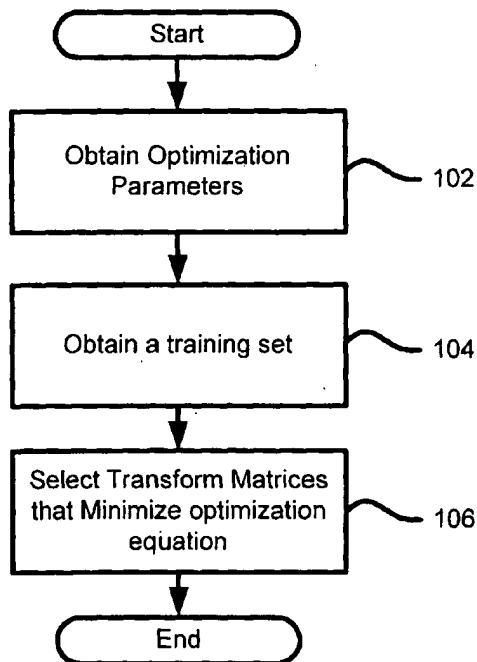 Start
Obtain Optimization
Parameters
102
Obtain a training set
104
Select Transform Matrices
that Minimize optimization
equation
106
End